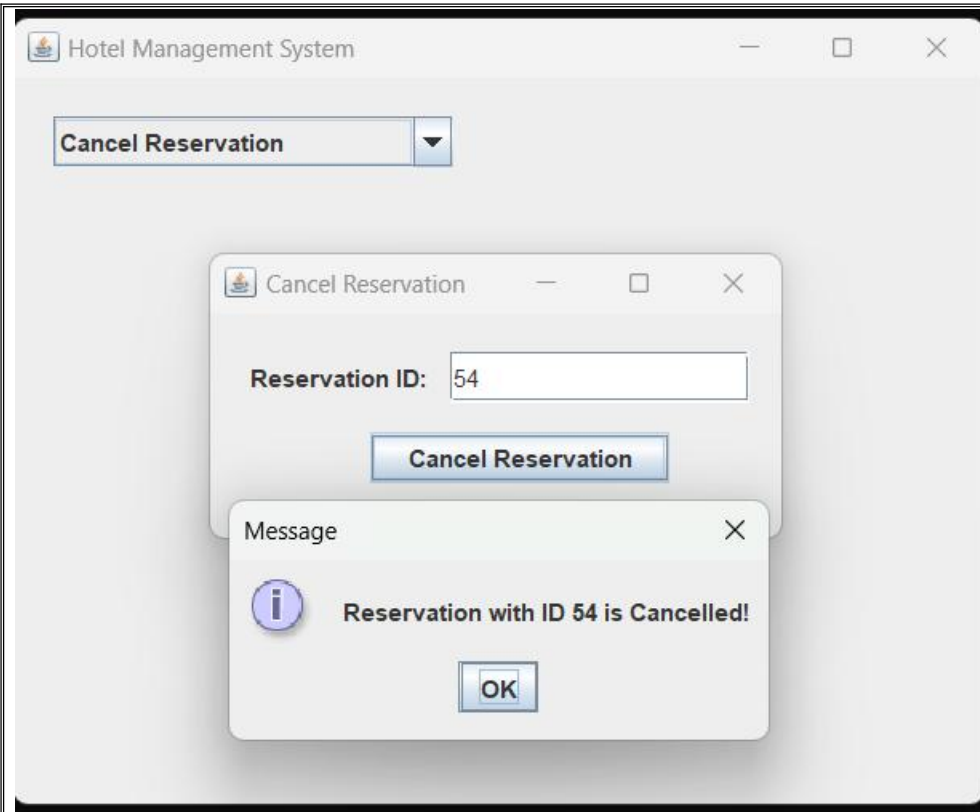 Hotel Management System
Cancel Reservation
Cancel Reservation
Reservation ID: 54
Cancel Reservation
Message
i
Reservation with ID 54 is Cancelled!
OK